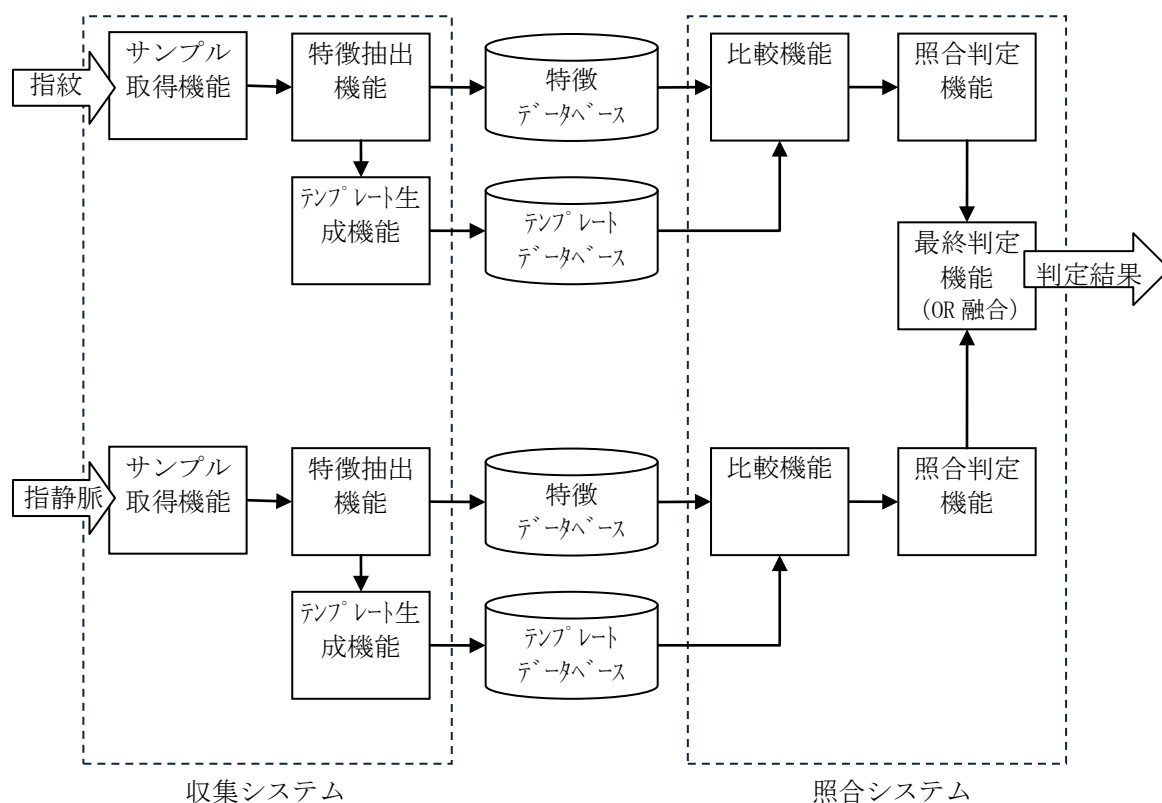 指紋
サンプル
取得機能
特徴抽出
機能
特徴
データベース
比較機能
照合判定
機能
テンプレート生
成機能
テンプレート
データベース
最終判定
機能
（OR 融合）
判定結果
指静脈
サンプル
取得機能
特徴抽出
機能
特徴
データベース
比較機能
照合判定
機能
テンプレート生
成機能
テンプレート
データベース
収集システム
照合システム